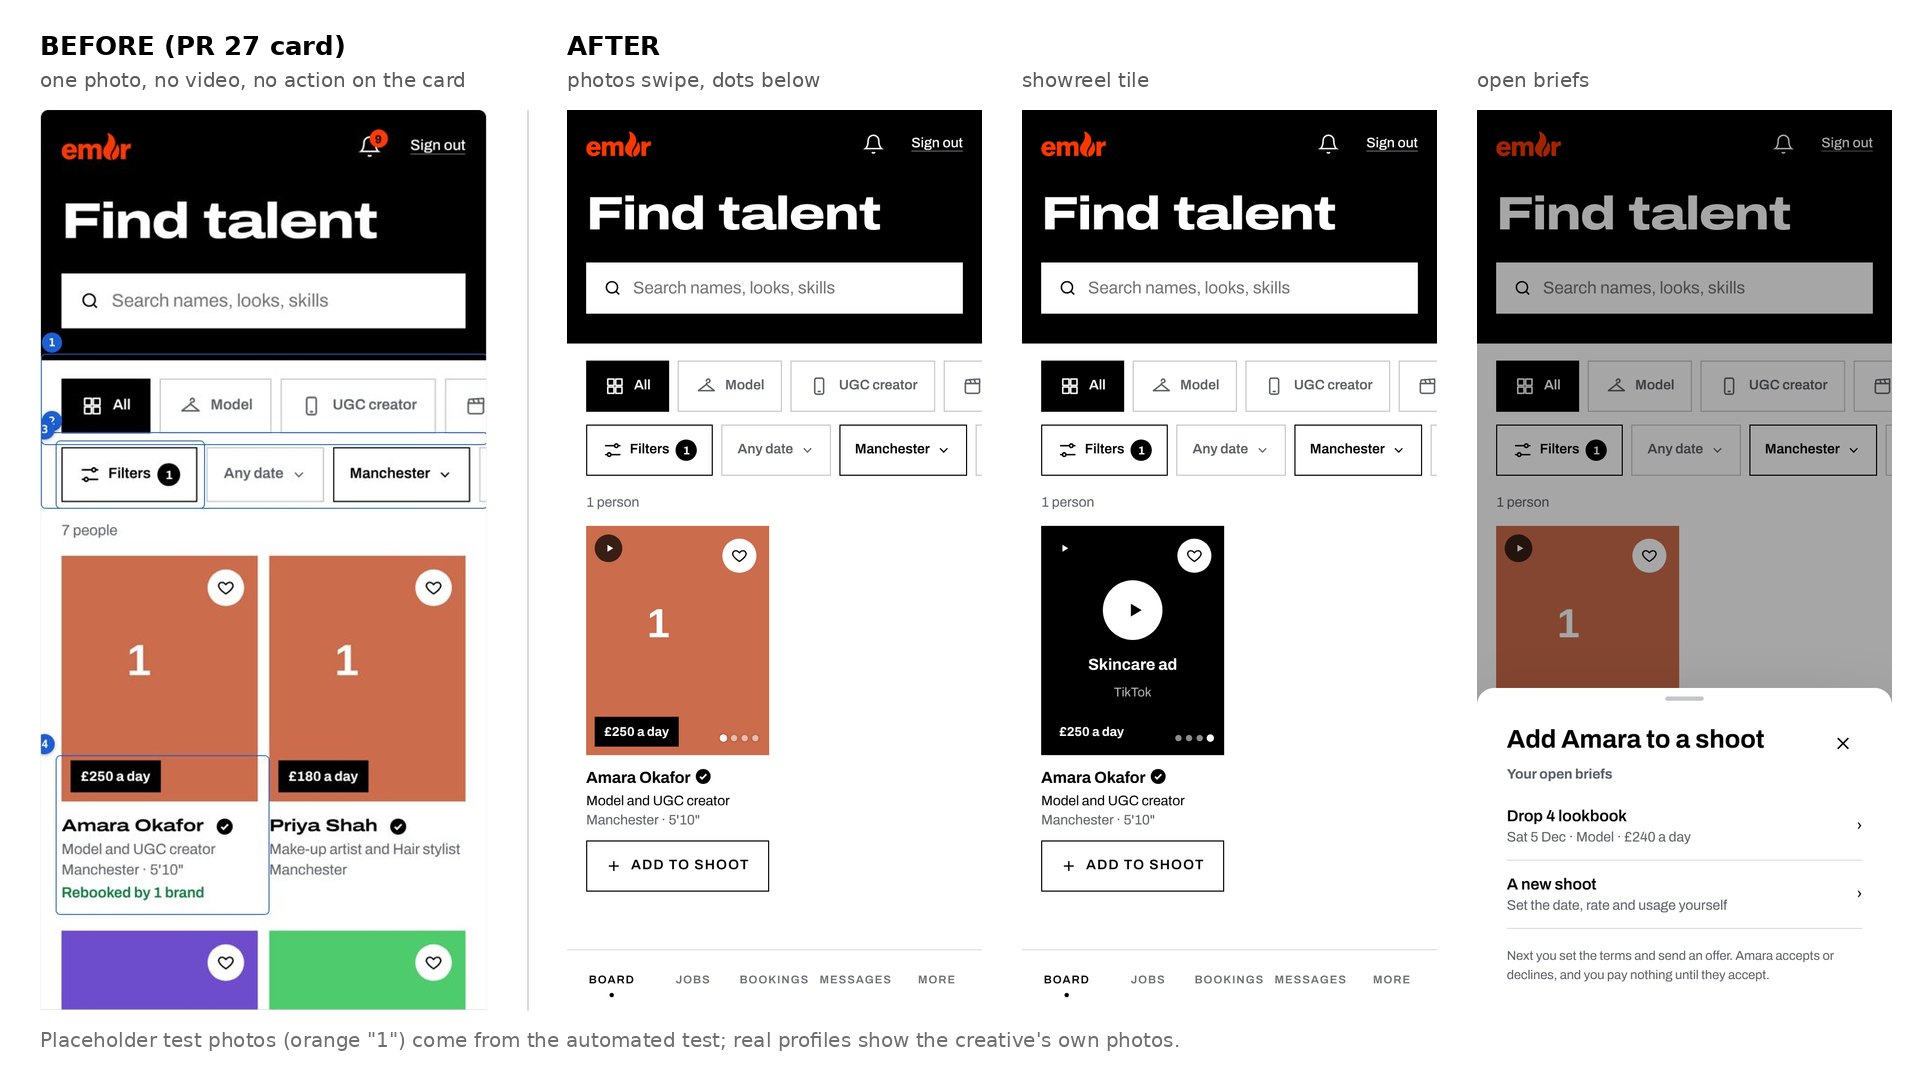 BEFORE (PR 27 card)
one photo, no video, no action on the card
ember
9
Sign out
Find talent
Search names, looks, skills
1
All
Model
UGC creator
2
3
Filters 1
Any date
Manchester
7 people
1
1
4
£250 a day
£180 a day
Amara Okafor
Priya Shah
Model and UGC creator
Make-up artist and Hair stylist
Manchester · 5'10"
Manchester
Rebooked by 1 brand
AFTER
photos swipe, dots below
ember
Sign out
Find talent
Search names, looks, skills
All
Model
UGC creator
Filters 1
Any date
Manchester
1 person
1
£250 a day
Amara Okafor
Model and UGC creator
Manchester · 5'10"
+ ADD TO SHOOT
BOARD
JOBS
BOOKINGS
MESSAGES
MORE
showreel tile
ember
Sign out
Find talent
Search names, looks, skills
All
Model
UGC creator
Filters 1
Any date
Manchester
1 person
Skincare ad
TikTok
£250 a day
Amara Okafor
Model and UGC creator
Manchester · 5'10"
+ ADD TO SHOOT
BOARD
JOBS
BOOKINGS
MESSAGES
MORE
open briefs
ember
Sign out
Find talent
Search names, looks, skills
All
Model
UGC creator
Filters 1
Any date
Manchester
1 person
1
Add Amara to a shoot
Your open briefs
Drop 4 lookbook
Sat 5 Dec · Model · £240 a day
A new shoot
Set the date, rate and usage yourself
Next you set the terms and send an offer. Amara accepts or
declines, and you pay nothing until they accept.
Placeholder test photos (orange "1") come from the automated test; real profiles show the creative's own photos.